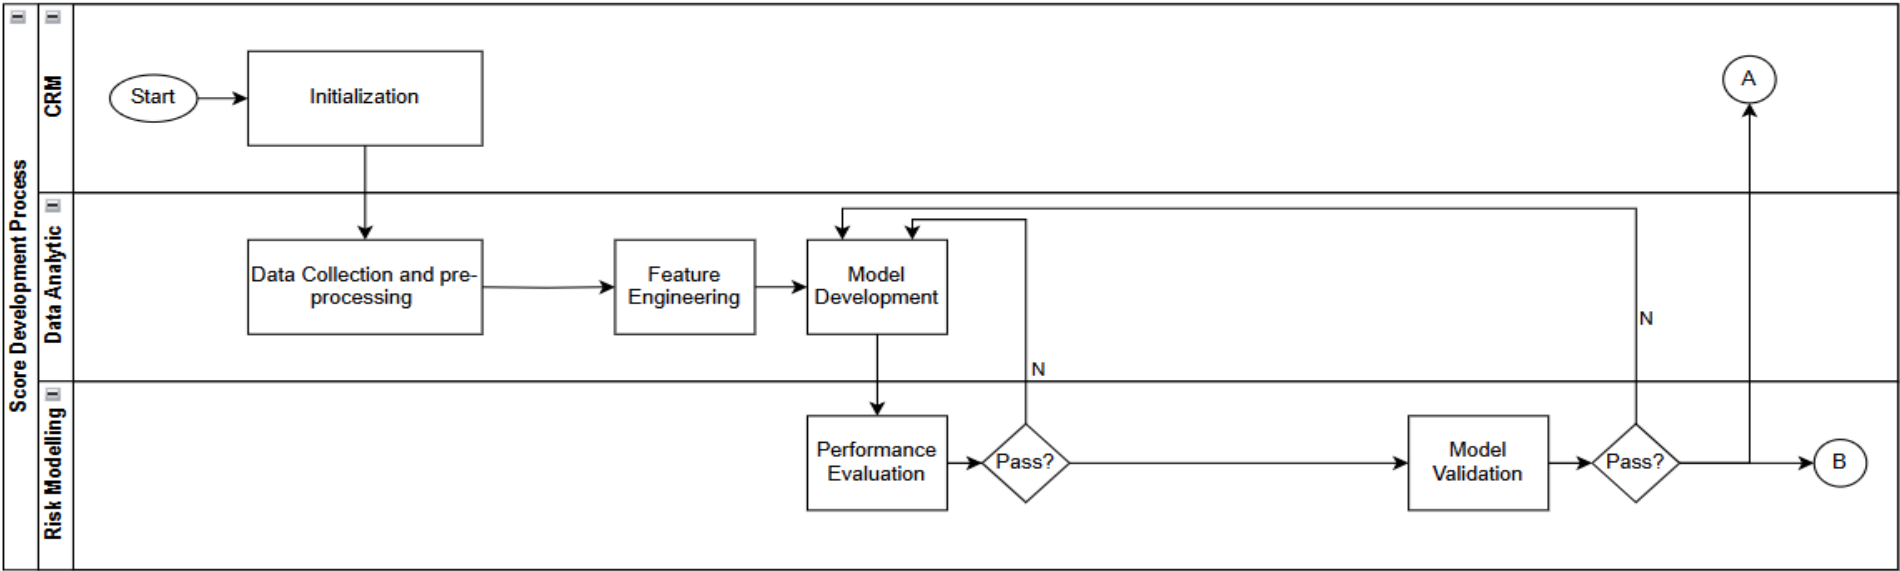 Score Development Process
CRM
Start
Initialization
A
Data Analytic
Data Collection and pre-
processing
Feature
Engineering
Model
Development
N
N
Risk Modelling
Performance
Evaluation
Pass?
Model
Validation
Pass?
B